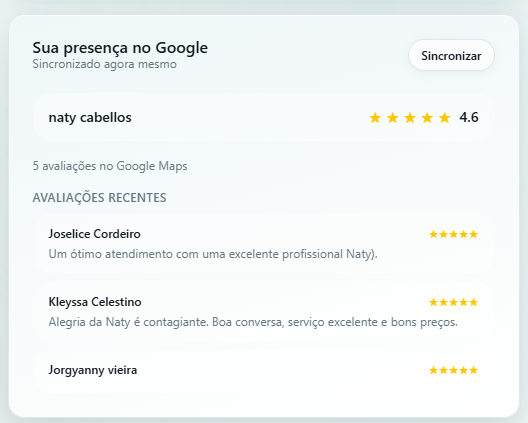 Sua presença no Google
Sincronizado agora mesmo
Sincronizar
naty cabellos
4.6
5 avaliações no Google Maps
AVALIAÇÕES RECENTES
Joselice Cordeiro
Um ótimo atendimento com uma excelente profissional Naty).
Kleyssa Celestino
Alegria da Naty é contagiante. Boa conversa, serviço excelente e bons preços.
Jorgyanny vieira